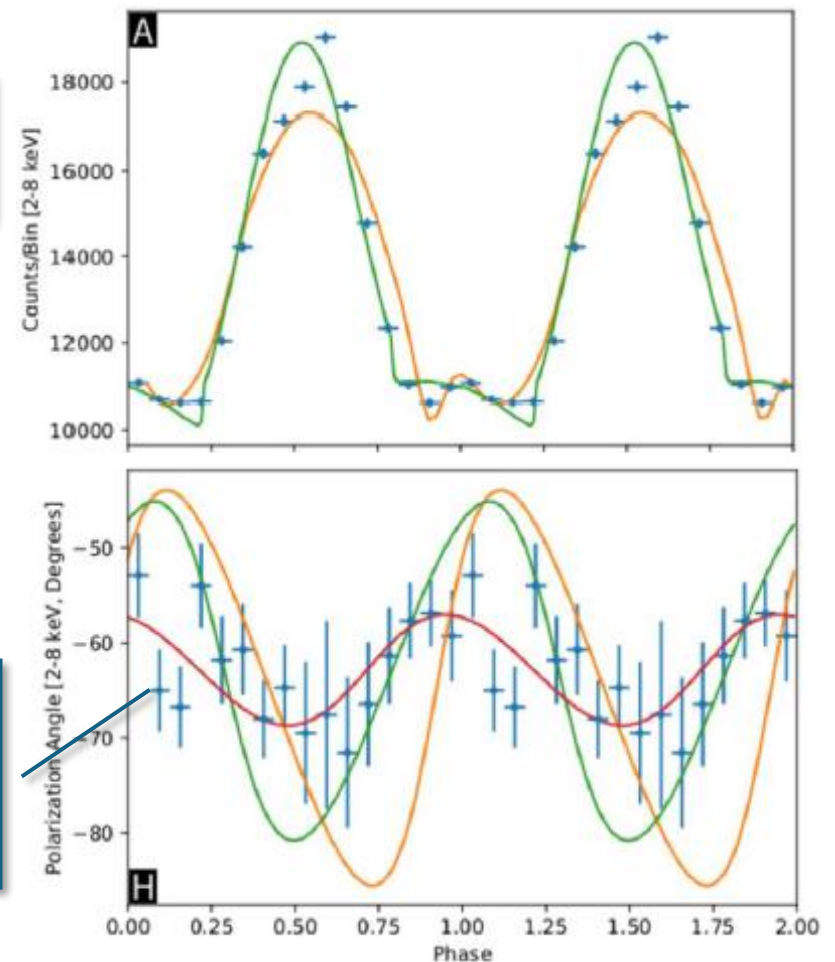 A
18000
16000
14000
12000
10000
Counts/Bin [2-8 keV]
−50
−60
−70
−80
Polarization Angle [2-8 keV, Degrees]
H
0.00 0.25 0.50 0.75 1.00 1.25 1.50 1.75 2.00
Phase